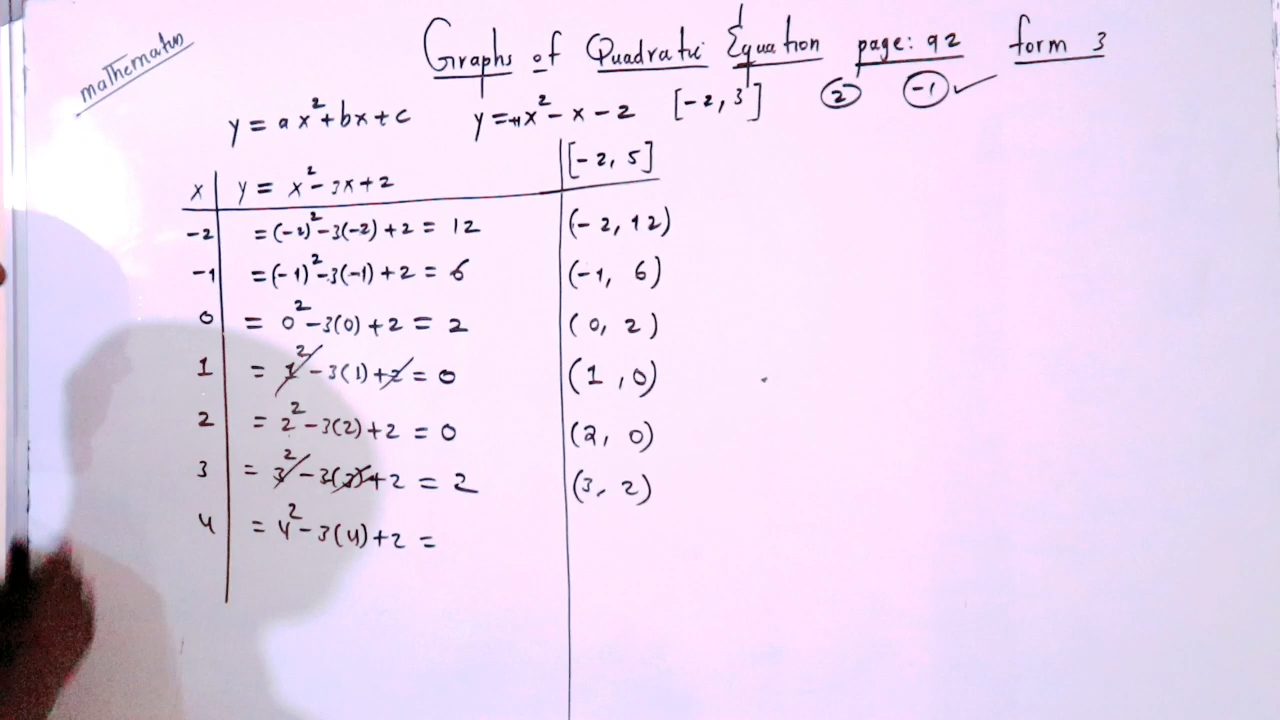 mathematics
Graphs of Quadratic Equation page: 92 form 3
y = ax²+bx+c y = x²-x-2 [-2, 3] 2 -1 ✓
x y = x²-3x+2 [-2, 5]
-2 =(-2)²-3(-2)+2 = 12 (-2, 12)
-1 =(-1)²-3(-1)+2 = 6 (-1, 6)
0 = 0²-3(0)+2 = 2 (0, 2)
1 = 1²-3(1)+2 = 0 (1, 0)
2 = 2²-3(2)+2 = 0 (2, 0)
3 = 3²-3(3)+2 = 2 (3, 2)
4 = 4²-3(4)+2 =